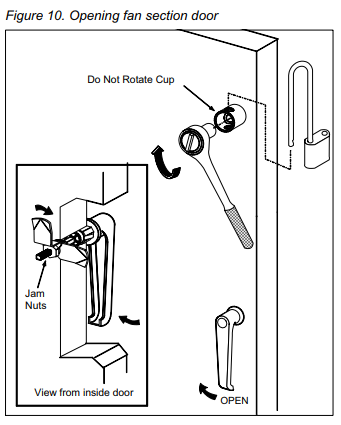 Figure 10. Opening fan section door
Do Not Rotate Cup
Jam
Nuts
View from inside door
OPEN